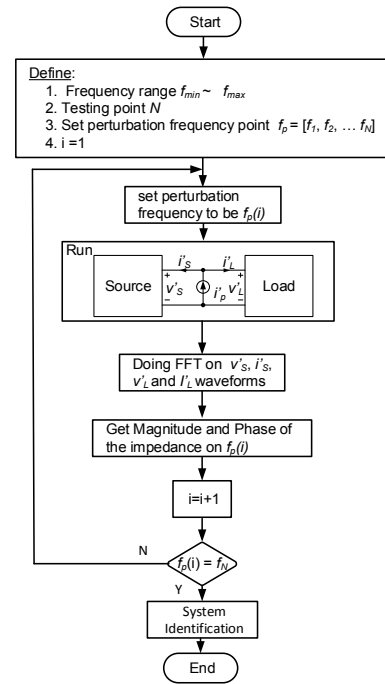 Start
Define:
1. Frequency range fmin ~ fmax
2. Testing point N
3. Set perturbation frequency point fp = [f1, f2, … fN]
4. i =1
set perturbation
frequency to be fp(i)
Run
i'S i'L
+ +
Source v'S i'p v'L Load
− −
Doing FFT on v'S, i'S,
v'L and I'L waveforms
Get Magnitude and Phase of
the impedance on fp(i)
i=i+1
N
fp(i) = fN
Y
System
Identification
End